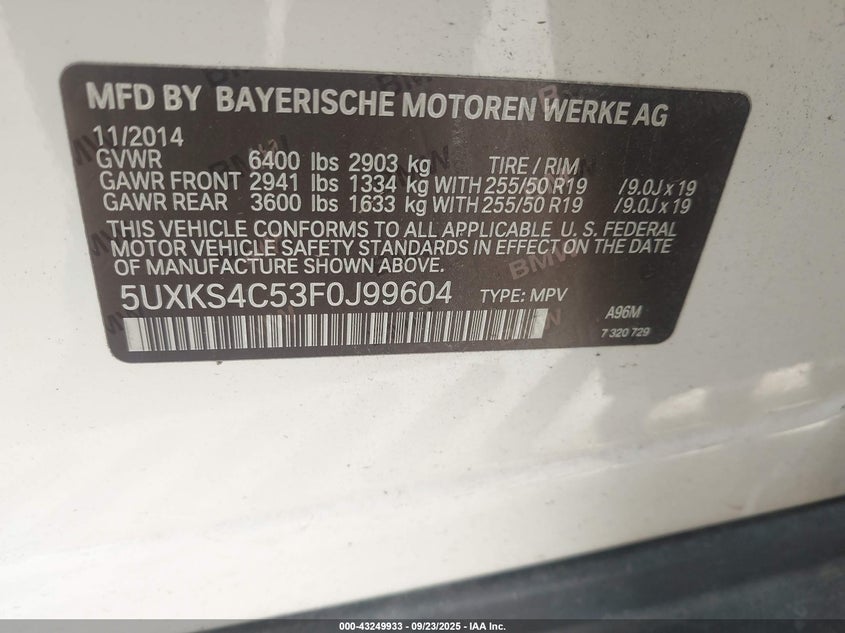 MFD BY BAYERISCHE MOTOREN WERKE AG
11/2014
GVWR 6400 lbs 2903 kg TIRE / RIM
GAWR FRONT 2941 lbs 1334 kg WITH 255/50 R19 /9.0J x 19
GAWR REAR 3600 lbs 1633 kg WITH 255/50 R19 /9.0J x 19
THIS VEHICLE CONFORMS TO ALL APPLICABLE U. S. FEDERAL
MOTOR VEHICLE SAFETY STANDARDS IN EFFECT ON THE DATE
OF MANUFACTURE SHOWN ABOVE.
5UXKS4C53F0J99604 TYPE: MPV A96M
7 320 729
000-43249933 - 09/23/2025 - IAA Inc.